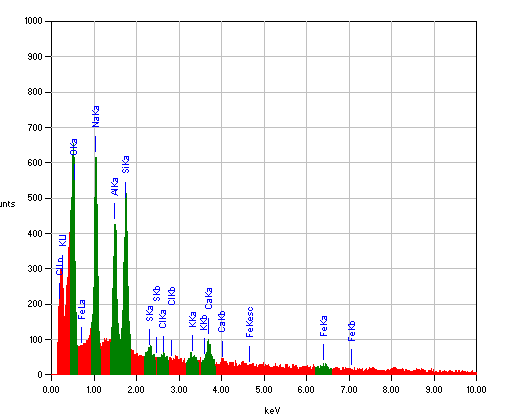 1000
900
800
700
600
500
400
300
200
100
0
unts
ClLn
KLl
OKa
FeLa
NaKa
AlKa
SiKa
SKa
SKb
ClKa
ClKb
KKa
KKb
CaKa
CaKb
FeKesc
FeKa
FeKb
0.00 1.00 2.00 3.00 4.00 5.00 6.00 7.00 8.00 9.00 10.00
keV